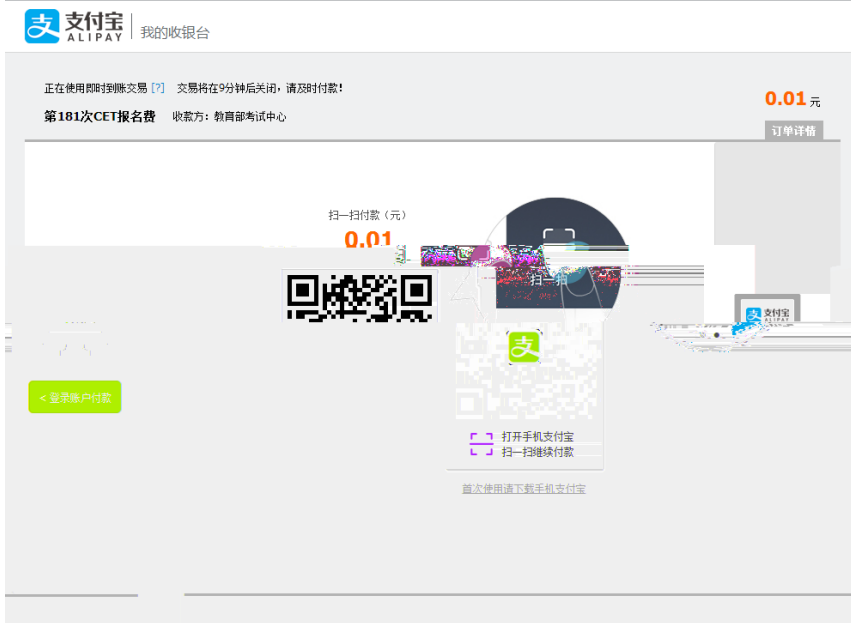 支付宝
ALIPAY
我的收银台
正在使用即时到账交易 [?] 交易将在9分钟后关闭，请及时付款！
0.01 元
第181次CET报名费 收款方：教育部考试中心
订单详情
扫一扫付款（元）
0.01
扫一扫
支付宝
ALIPAY
支
< 登录账户付款
打开手机支付宝
扫一扫继续付款
首次使用请下载手机支付宝